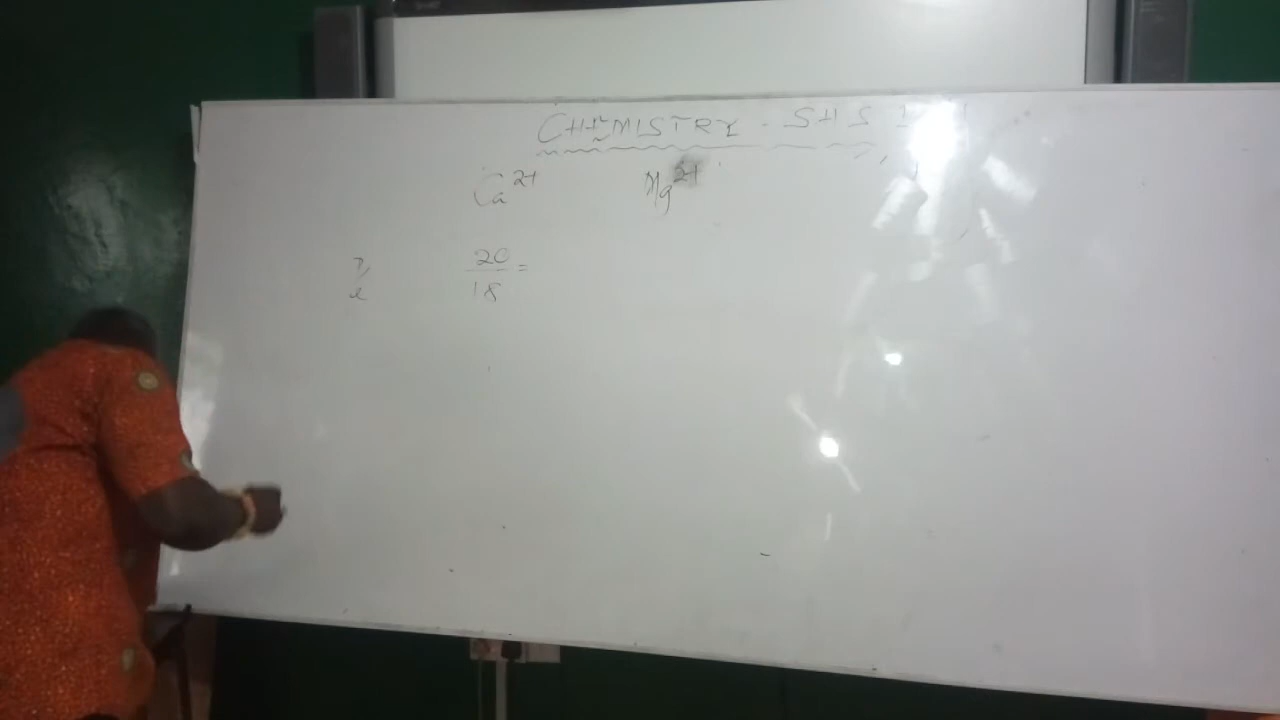 CHEMISTRY - SHS
Ca²⁺ Mg²⁺
p/e 20/18 =